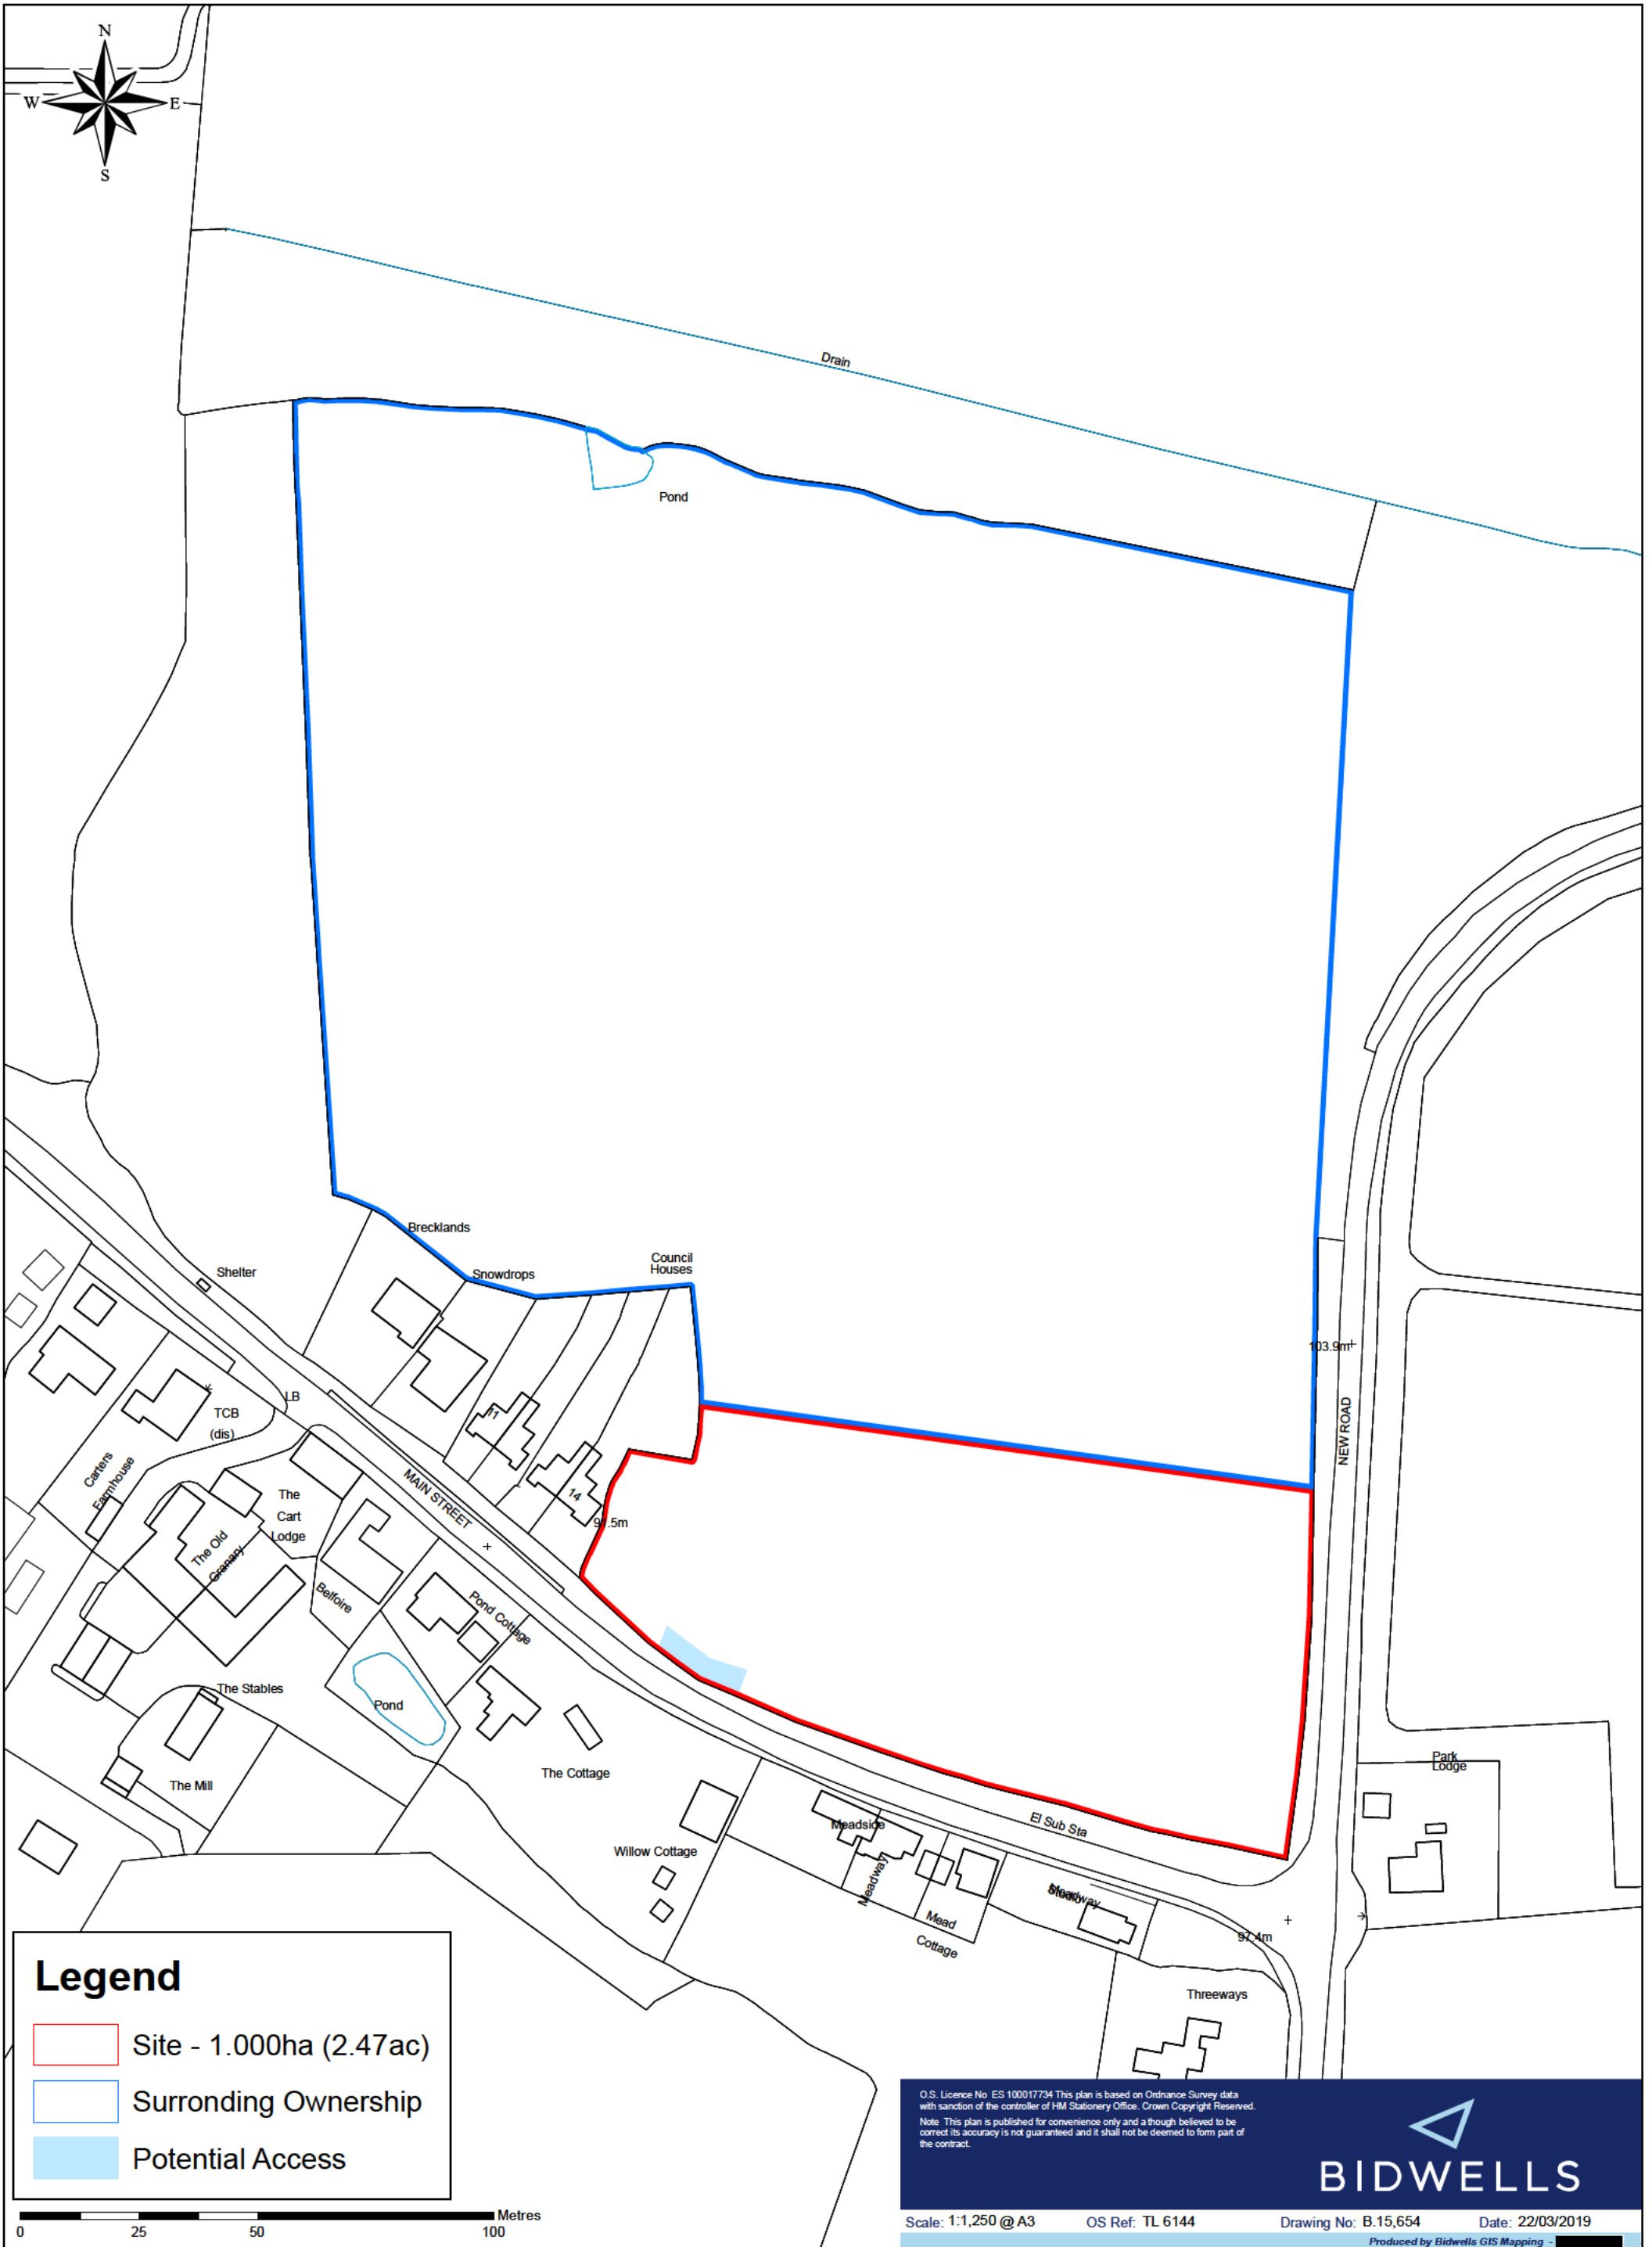 N
W
E
S
Drain
Pond
Brecklands
Snowdrops
Council
Houses
Shelter
103.9m
NEW ROAD
LB
TCB
(dis)
11
14
91.5m
MAIN STREET
Carters
Farmhouse
The
Cart
Lodge
The Old
Granary
Belfoire
Pond Cottage
The Stables
Pond
The Mill
The Cottage
Park
Lodge
El Sub Sta
Meadside
Willow Cottage
Meadway
Meadway
Studio
Mead
Cottage
97.4m
Threeways
Legend
Site - 1.000ha (2.47ac)
Surronding Ownership
Potential Access
Metres
0 25 50 100
O.S. Licence No ES 100017734 This plan is based on Ordnance Survey data
with sanction of the controller of HM Stationery Office. Crown Copyright Reserved.
Note This plan is published for convenience only and a though believed to be
correct its accuracy is not guaranteed and it shall not be deemed to form part of
the contract.
BIDWELLS
Scale: 1:1,250 @ A3 OS Ref: TL 6144 Drawing No: B.15,654 Date: 22/03/2019
Produced by Bidwells GIS Mapping -